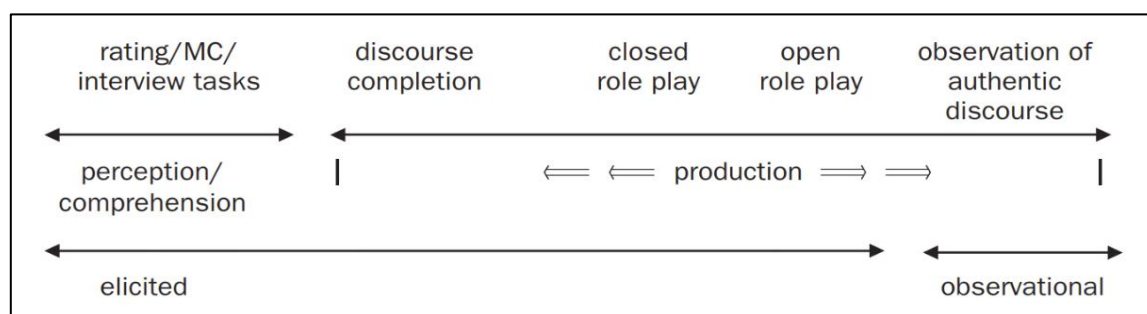 rating/MC/
interview tasks
discourse
completion
closed
role play
open
role play
observation of
authentic
discourse
perception/
comprehension
production
elicited
observational